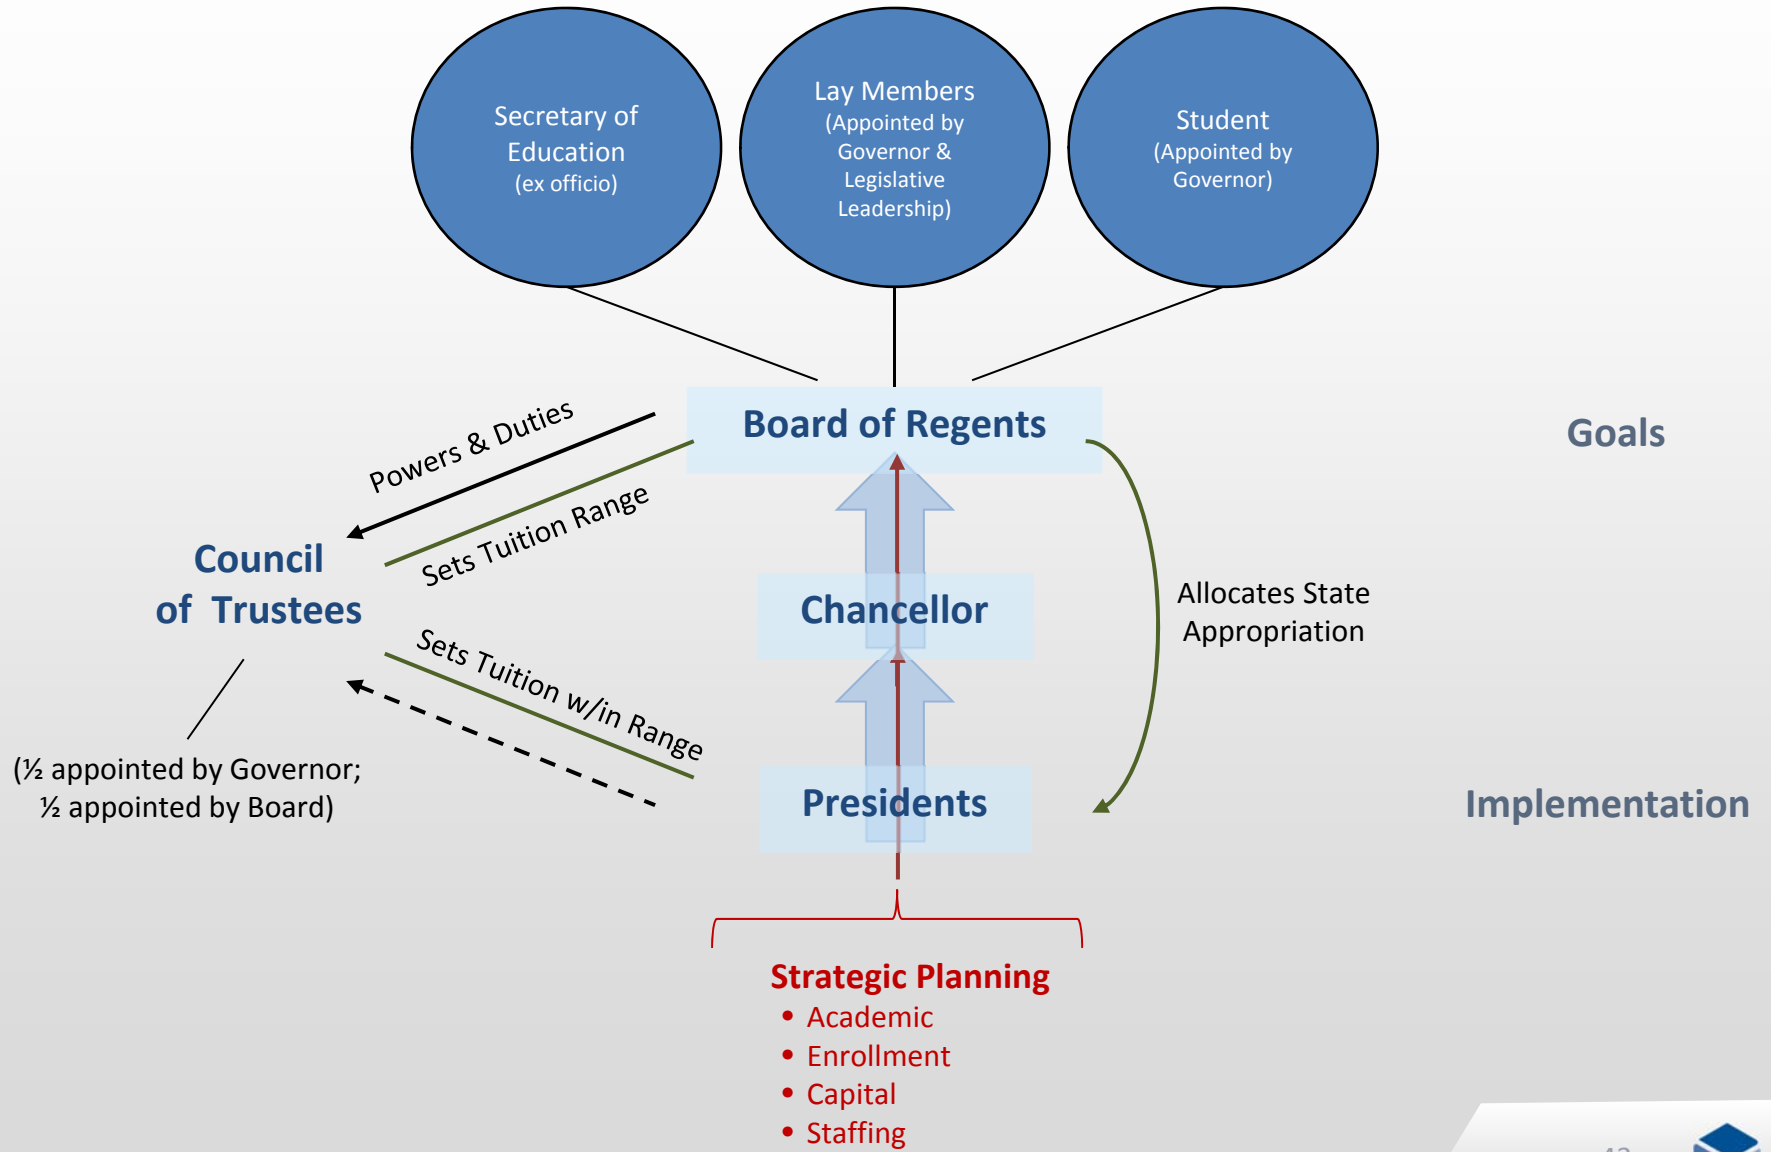 Secretary of
Education
(ex officio)
Lay Members
(Appointed by
Governor &
Legislative
Leadership)
Student
(Appointed by
Governor)
Board of Regents
Goals
Powers & Duties
Sets Tuition Range
Council
of Trustees
Chancellor
Allocates State
Appropriation
Sets Tuition w/in Range
(½ appointed by Governor;
½ appointed by Board)
Presidents
Implementation
Strategic Planning
• Academic
• Enrollment
• Capital
• Staffing